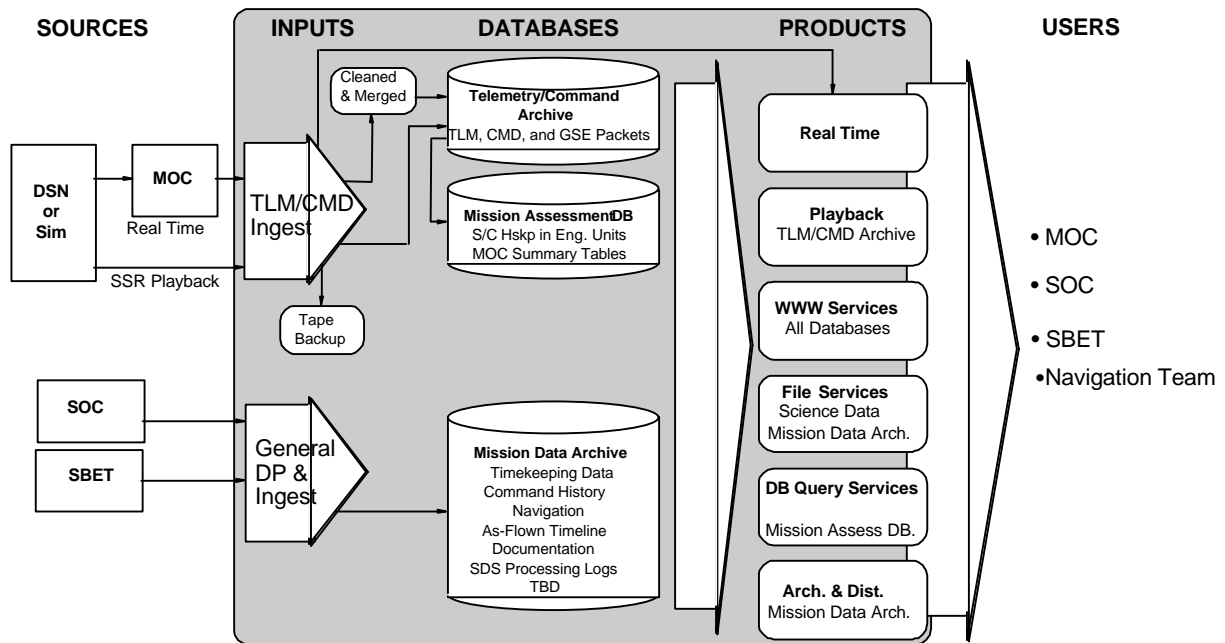 SOURCES
INPUTS
DATABASES
PRODUCTS
USERS
DSN
or
Sim
MOC
Real Time
SSR Playback
TLM/CMD
Ingest
Cleaned
& Merged
Tape
Backup
Telemetry/Command
Archive
TLM, CMD, and GSE Packets
Mission AssessmentDB
S/C Hskp in Eng. Units
MOC Summary Tables
SOC
SBET
General
DP &
Ingest
Mission Data Archive
Timekeeping Data
Command History
Navigation
As-Flown Timeline
Documentation
SDS Processing Logs
TBD
Real Time
Playback
TLM/CMD Archive
WWW Services
All Databases
File Services
Science Data
Mission Data Arch.
DB Query Services
Mission Assess DB.
Arch. & Dist.
Mission Data Arch.
• MOC
• SOC
• SBET
•Navigation Team